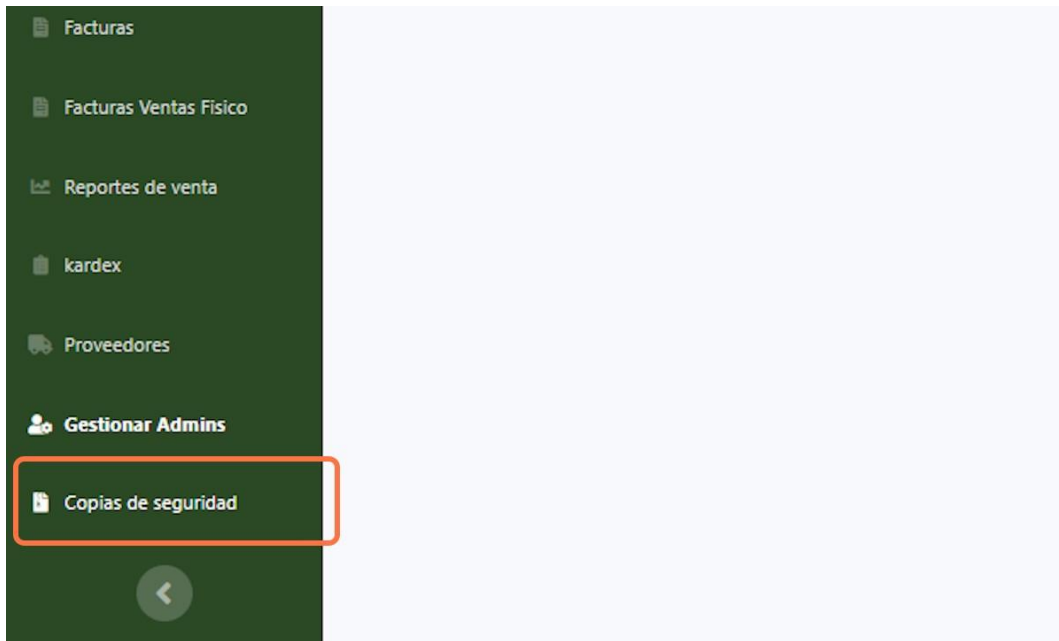 Facturas
Facturas Ventas Fisico
Reportes de venta
kardex
Proveedores
Gestionar Admins
Copias de seguridad